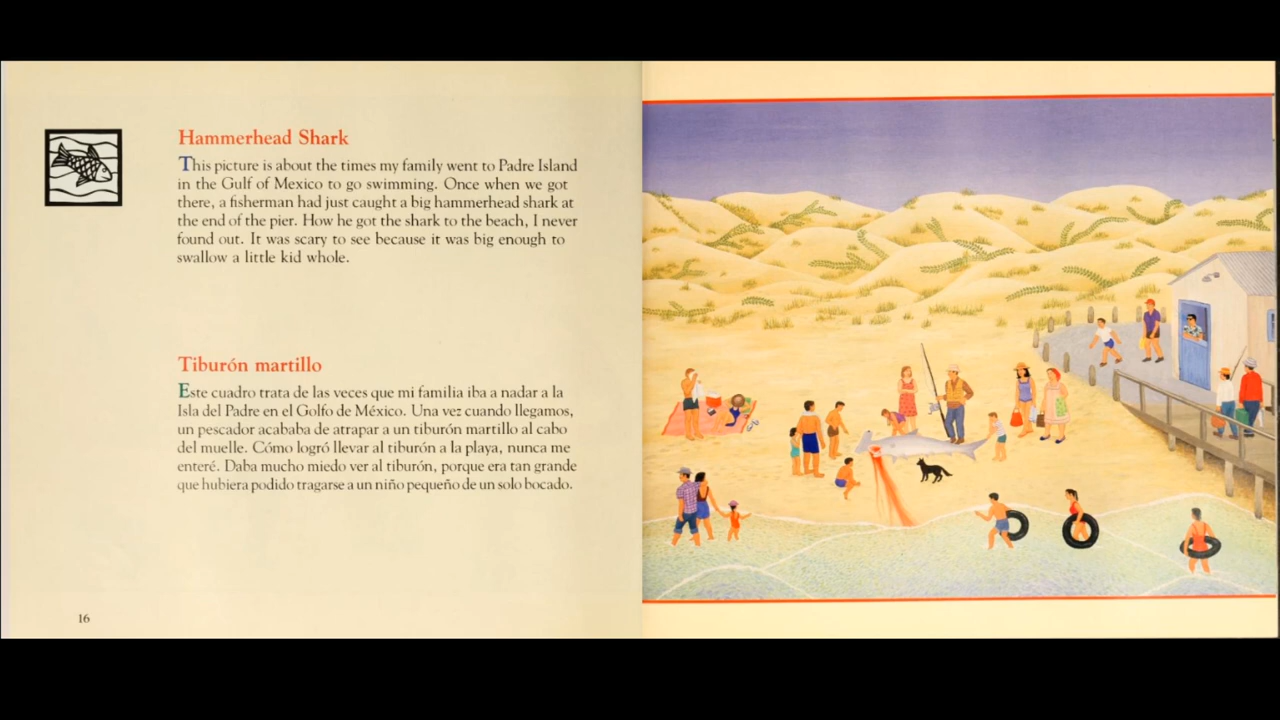 Hammerhead Shark
This picture is about the times my family went to Padre Island
in the Gulf of Mexico to go swimming. Once when we got
there, a fisherman had just caught a big hammerhead shark at
the end of the pier. How he got the shark to the beach, I never
found out. It was scary to see because it was big enough to
swallow a little kid whole.
Tiburón martillo
Este cuadro trata de las veces que mi familia iba a nadar a la
Isla del Padre en el Golfo de México. Una vez cuando llegamos,
un pescador acababa de atrapar a un tiburón martillo al cabo
del muelle. Cómo logró llevar al tiburón a la playa, nunca me
enteré. Daba mucho miedo ver al tiburón, porque era tan grande
que hubiera podido tragarse a un niño pequeño de un solo bocado.
16